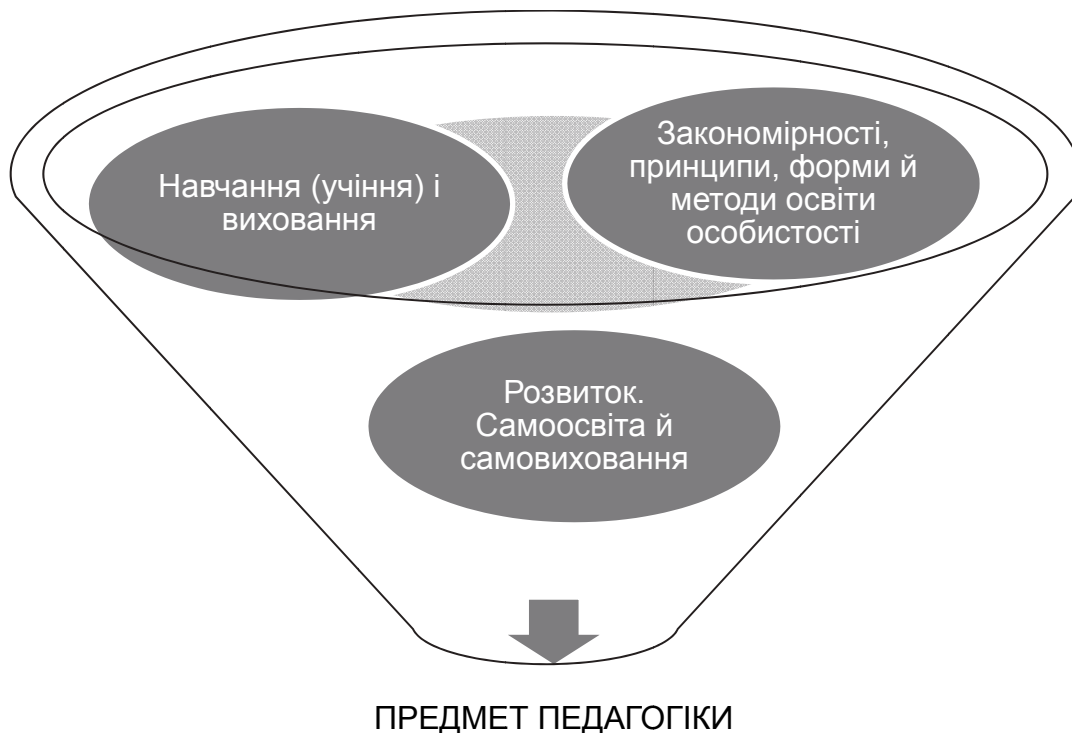 Навчання (учіння) і
виховання
Закономірності,
принципи, форми й
методи освіти
особистості
Розвиток.
Самоосвіта й
самовиховання
ПРЕДМЕТ ПЕДАГОГІКИ